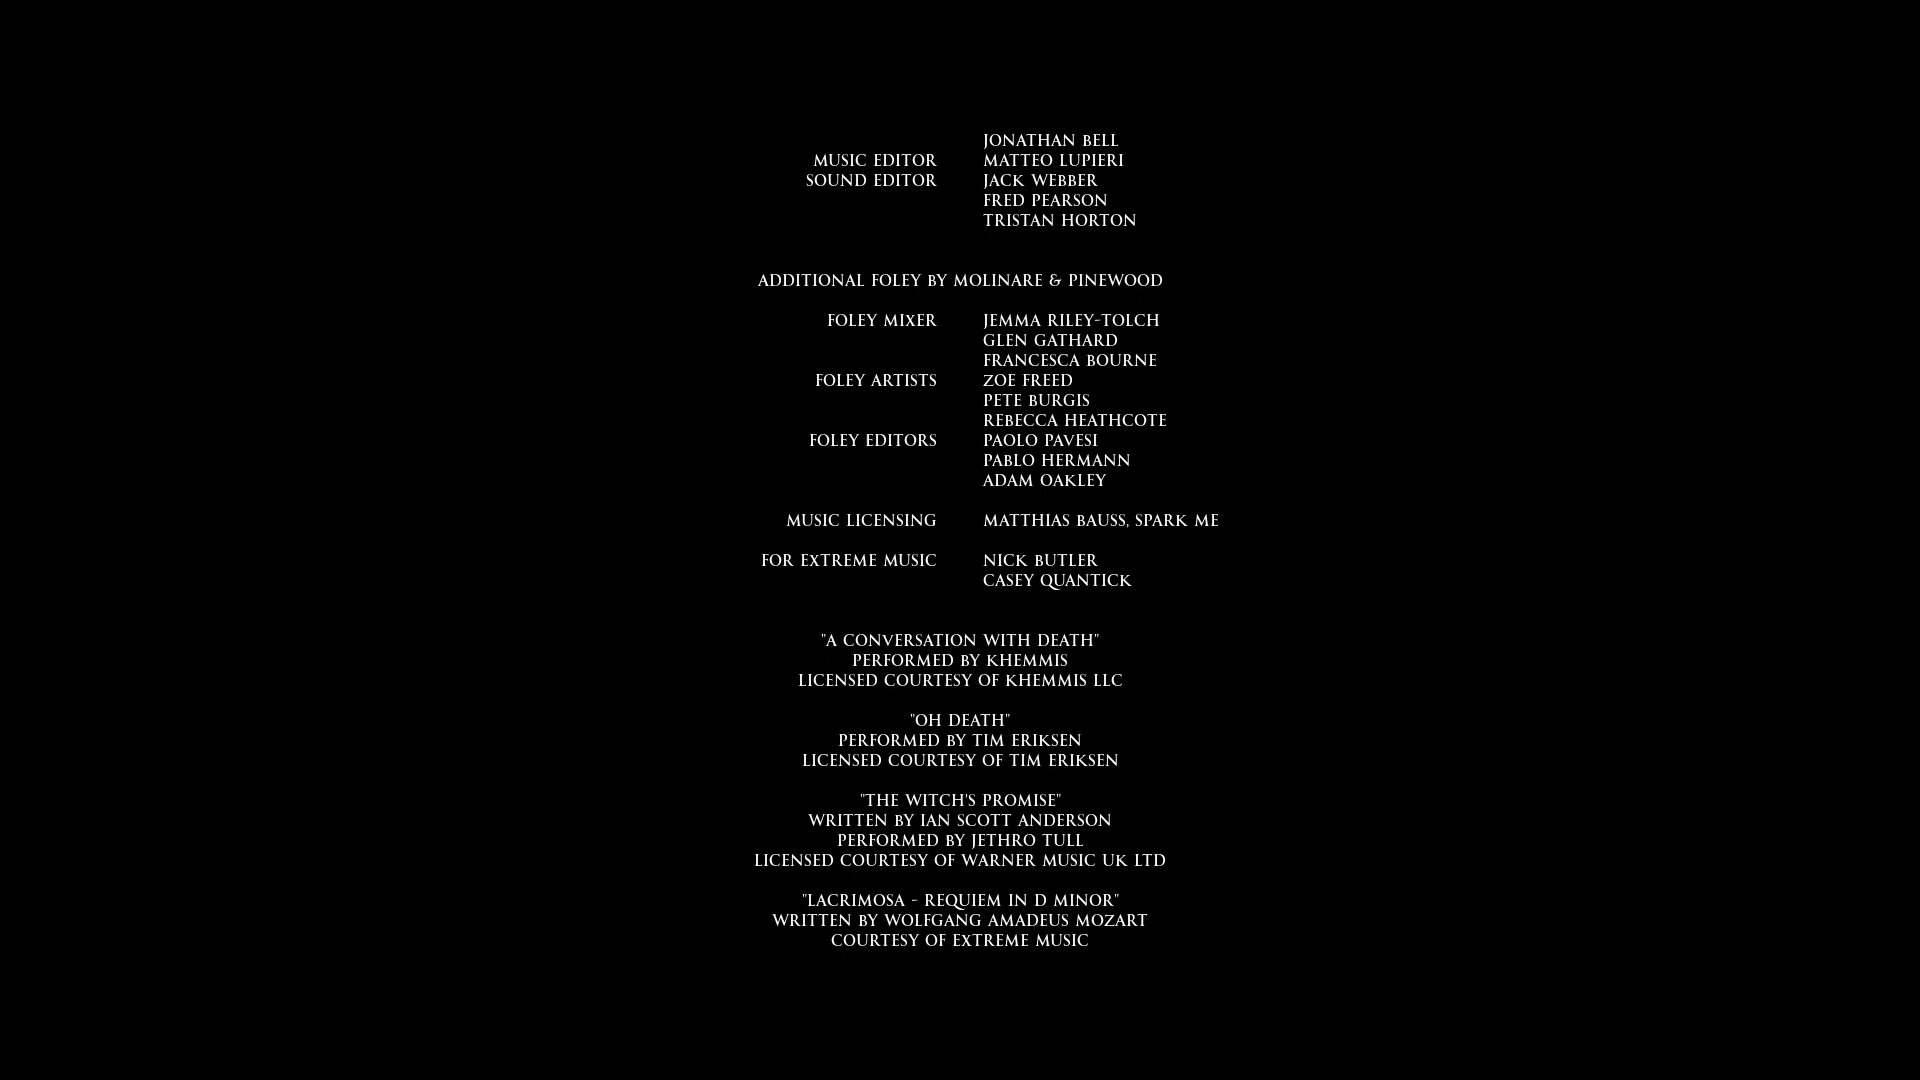 JONATHAN BELL
MUSIC EDITOR MATTEO LUPIERI
SOUND EDITOR JACK WEBBER
FRED PEARSON
TRISTAN HORTON
ADDITIONAL FOLEY BY MOLINARE & PINEWOOD
FOLEY MIXER JEMMA RILEY-TOLCH
GLEN GATHARD
FRANCESCA BOURNE
FOLEY ARTISTS ZOE FREED
PETE BURGIS
REBECCA HEATHCOTE
FOLEY EDITORS PAOLO PAVESI
PABLO HERMANN
ADAM OAKLEY
MUSIC LICENSING MATTHIAS BAUSS, SPARK ME
FOR EXTREME MUSIC NICK BUTLER
CASEY QUANTICK
"A CONVERSATION WITH DEATH"
PERFORMED BY KHEMMIS
LICENSED COURTESY OF KHEMMIS LLC
"OH DEATH"
PERFORMED BY TIM ERIKSEN
LICENSED COURTESY OF TIM ERIKSEN
"THE WITCH'S PROMISE"
WRITTEN BY IAN SCOTT ANDERSON
PERFORMED BY JETHRO TULL
LICENSED COURTESY OF WARNER MUSIC UK LTD
"LACRIMOSA - REQUIEM IN D MINOR"
WRITTEN BY WOLFGANG AMADEUS MOZART
COURTESY OF EXTREME MUSIC